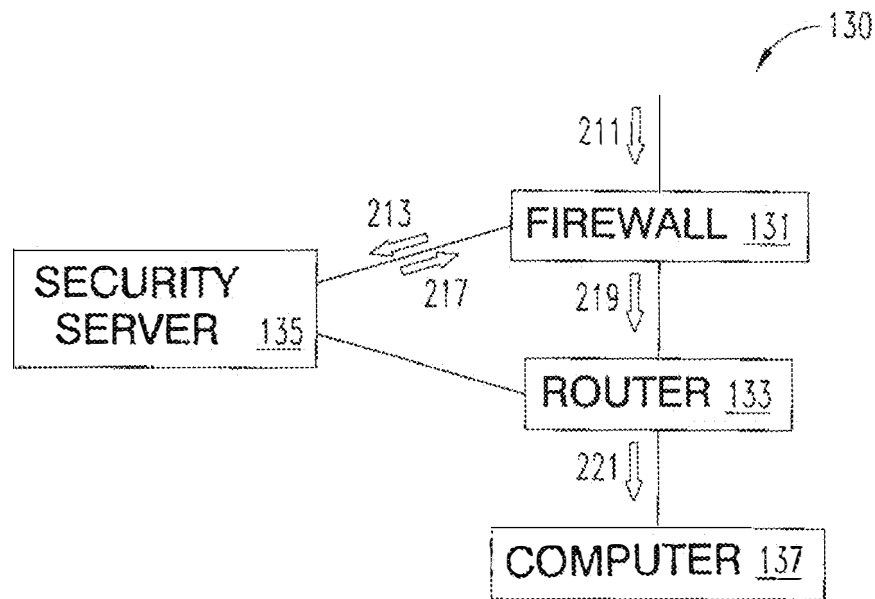 130
211
FIREWALL 131
213
217
219
SECURITY
SERVER 135
ROUTER 133
221
COMPUTER 137